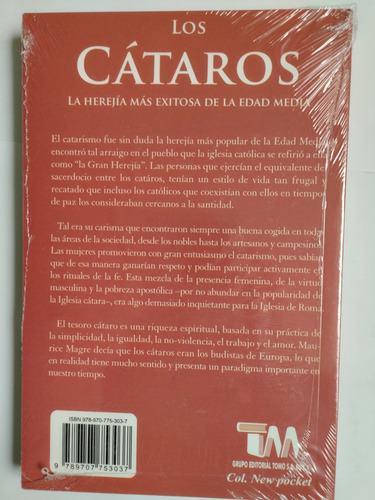 LOS
CÁTAROS
LA HEREJÍA MÁS EXITOSA DE LA EDAD MEDIA
El catarismo fue sin duda la herejía más popular de la Edad Med
encontró tal arraigo en el pueblo que la iglesia católica se refirió a
como "la Gran Herejía". Las personas que ejercían el equivalente de
sacerdocio entre los cátaros, tenían un estilo de vida tan frugal y
recatado que incluso los católicos que coexistían con ellos en tiempos
de paz los consideraban cercanos a la santidad.
Tal era su carisma que encontraron siempre una buena cogida en todas
las áreas de la sociedad, desde los nobles hasta los artesanos y campesinos.
Las mujeres promovieron con gran entusiasmo el catarismo, pues sabían
que de esa manera ganarían respeto y podían participar activamente en
los rituales de la fe. Esta mezcla de la presencia femenina, de la virtud
masculina y la pobreza apostólica –por no abundar en la popularidad de
la Iglesia cátara–, era algo demasiado inquietante para la Iglesia de Roma.
El tesoro cátaro es una riqueza espiritual, basada en su práctica de
la simplicidad, la igualdad, la no-violencia, el trabajo y el amor. Mau-
rice Magre decía que los cátaros eran los budistas de Europa, lo que
en realidad tiene mucho sentido y presenta un paradigma importante en
nuestro tiempo.
ISBN 978-970-775-303-7
9 789707 753037
TM
GRUPO EDITORIAL TOMO S.A.
Col. New pocket